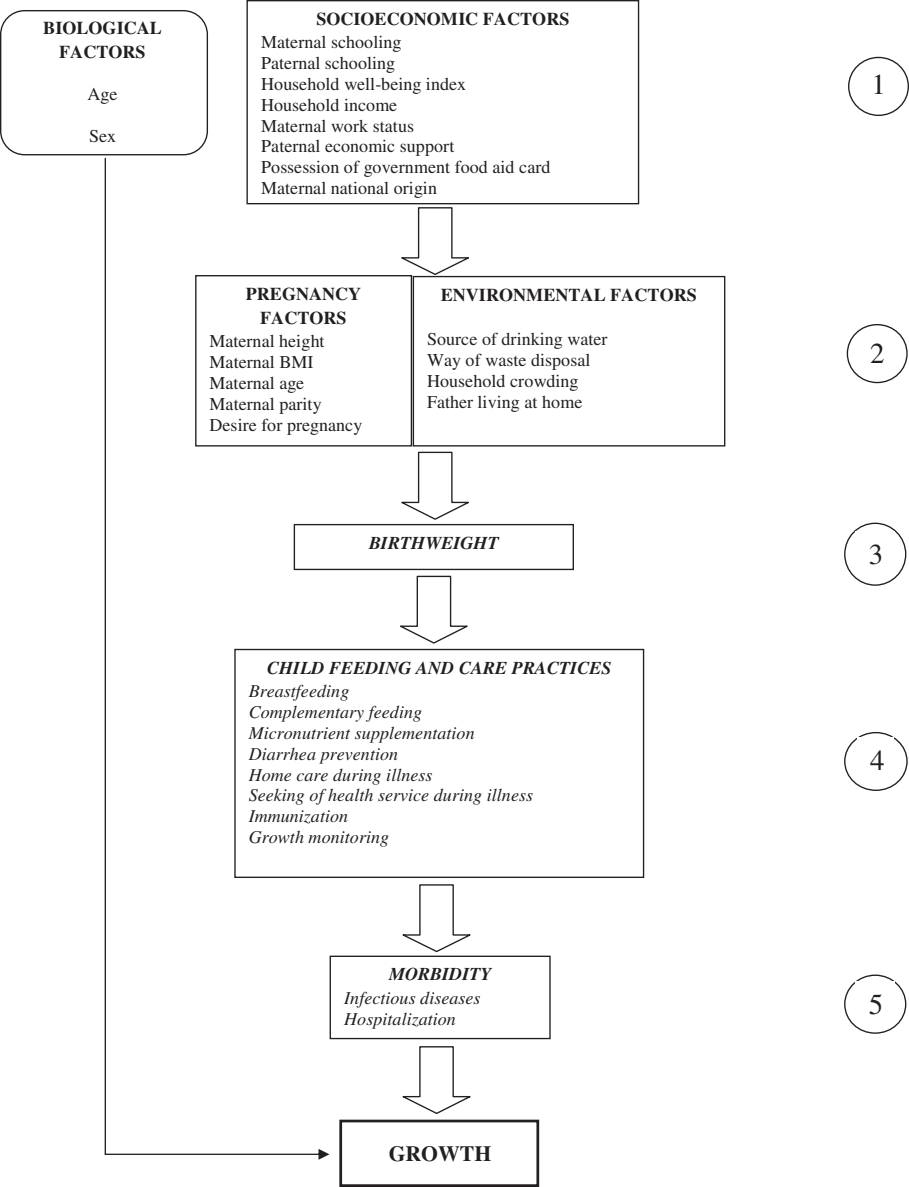 BIOLOGICAL
FACTORS
Age
Sex
SOCIOECONOMIC FACTORS
Maternal schooling
Paternal schooling
Household well-being index
Household income
Maternal work status
Paternal economic support
Possession of government food aid card
Maternal national origin
1
PREGNANCY
FACTORS
Maternal height
Maternal BMI
Maternal age
Maternal parity
Desire for pregnancy
ENVIRONMENTAL FACTORS
Source of drinking water
Way of waste disposal
Household crowding
Father living at home
2
BIRTHWEIGHT
3
CHILD FEEDING AND CARE PRACTICES
Breastfeeding
Complementary feeding
Micronutrient supplementation
Diarrhea prevention
Home care during illness
Seeking of health service during illness
Immunization
Growth monitoring
4
MORBIDITY
Infectious diseases
Hospitalization
5
GROWTH